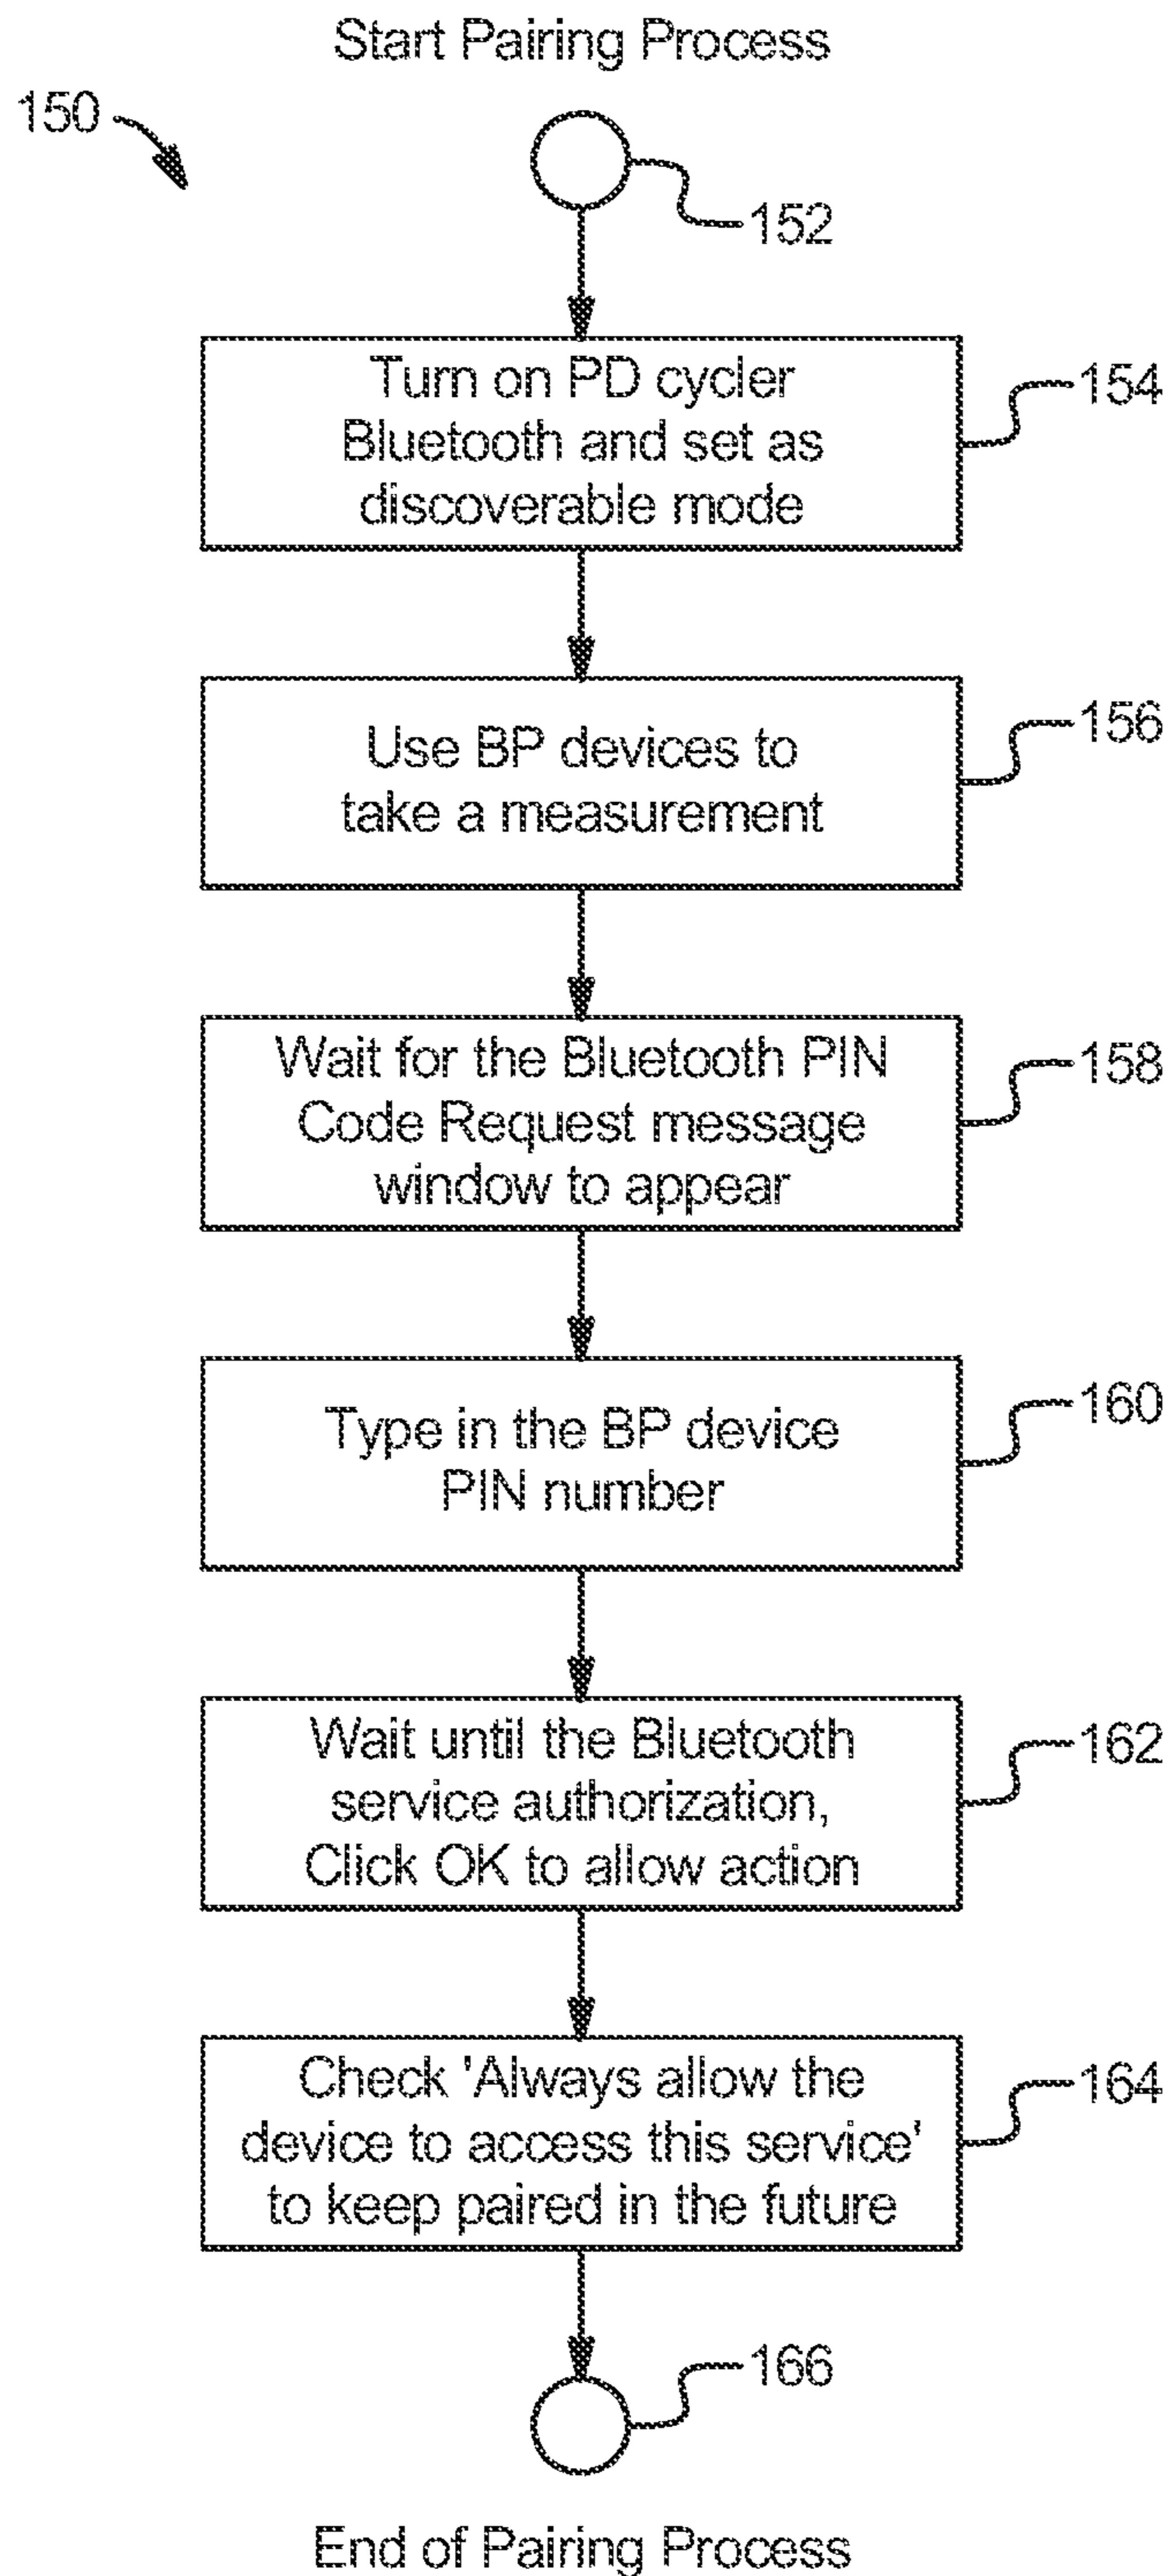 Start Pairing Process
150
152
Turn on PD cycler
Bluetooth and set as
discoverable mode
154
Use BP devices to
take a measurement
156
Wait for the Bluetooth PIN
Code Request message
window to appear
158
Type in the BP device
PIN number
160
Wait until the Bluetooth
service authorization,
Click OK to allow action
162
Check 'Always allow the
device to access this service'
to keep paired in the future
164
166
End of Pairing Process